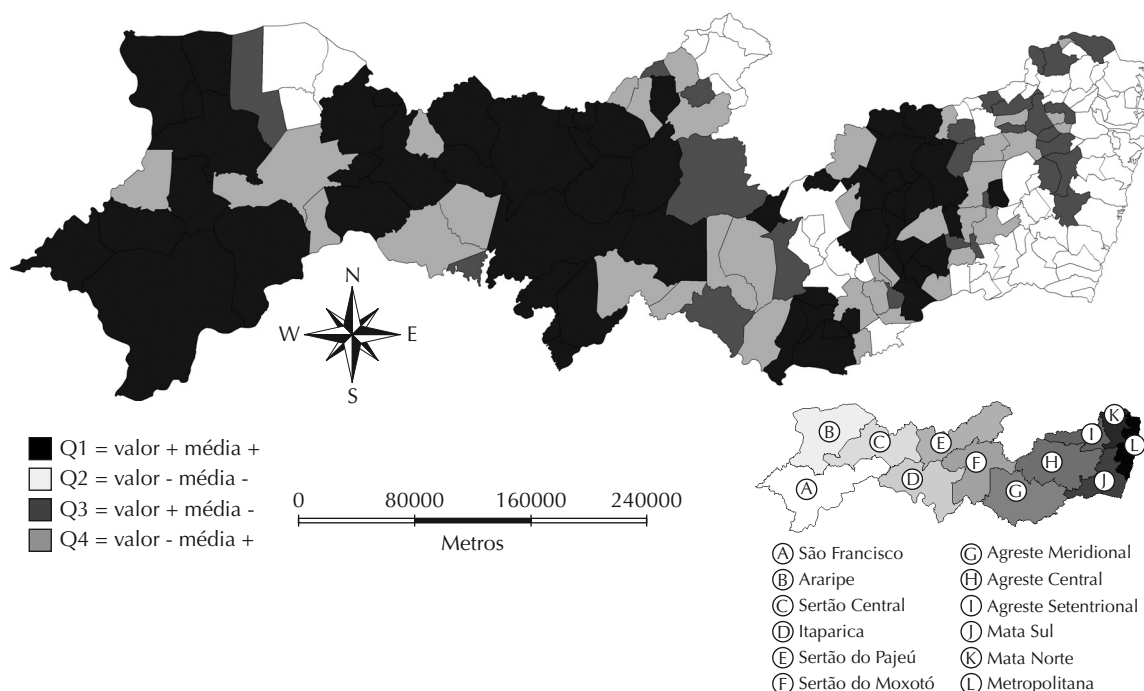 N
W E
S
Q1 = valor + média +
Q2 = valor - média -
Q3 = valor + média -
Q4 = valor - média +
0 80000 160000 240000
Metros
B
C
E
A
D
F
G
H
I
K
L
J
A São Francisco
B Araripe
C Sertão Central
D Itaparica
E Sertão do Pajeú
F Sertão do Moxotó
G Agreste Meridional
H Agreste Central
I Agreste Setentrional
J Mata Sul
K Mata Norte
L Metropolitana